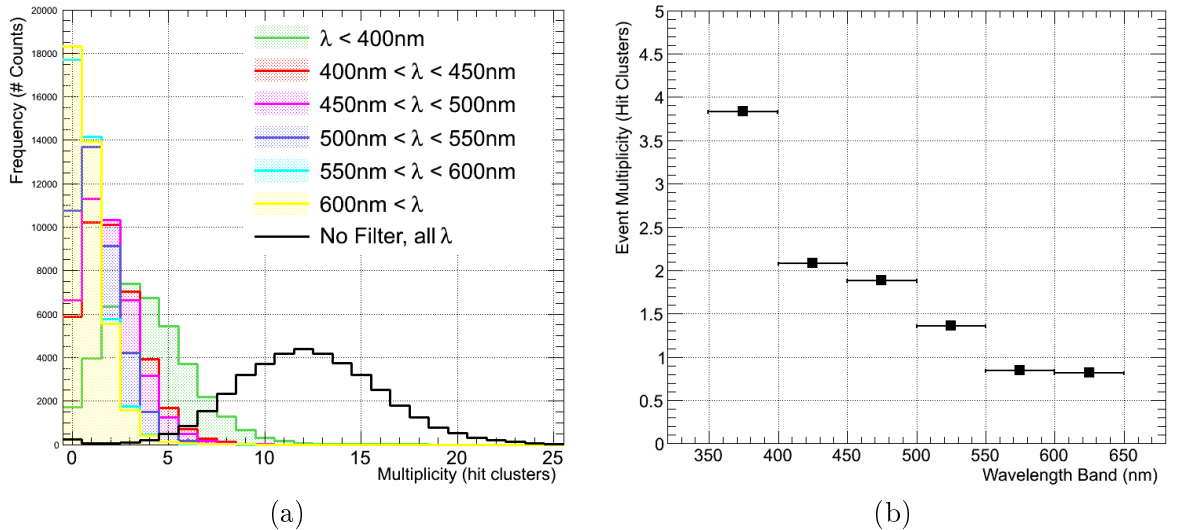 Frequency (# Counts)
20000
18000
16000
14000
12000
10000
8000
6000
4000
2000
0
λ < 400nm
400nm < λ < 450nm
450nm < λ < 500nm
500nm < λ < 550nm
550nm < λ < 600nm
600nm < λ
No Filter, all λ
0 5 10 15 20 25
Multiplicity (hit clusters)
(a)
Event Multiplicity (Hit Clusters)
5
4.5
4
3.5
3
2.5
2
1.5
1
0.5
0
350 400 450 500 550 600 650
Wavelength Band (nm)
(b)